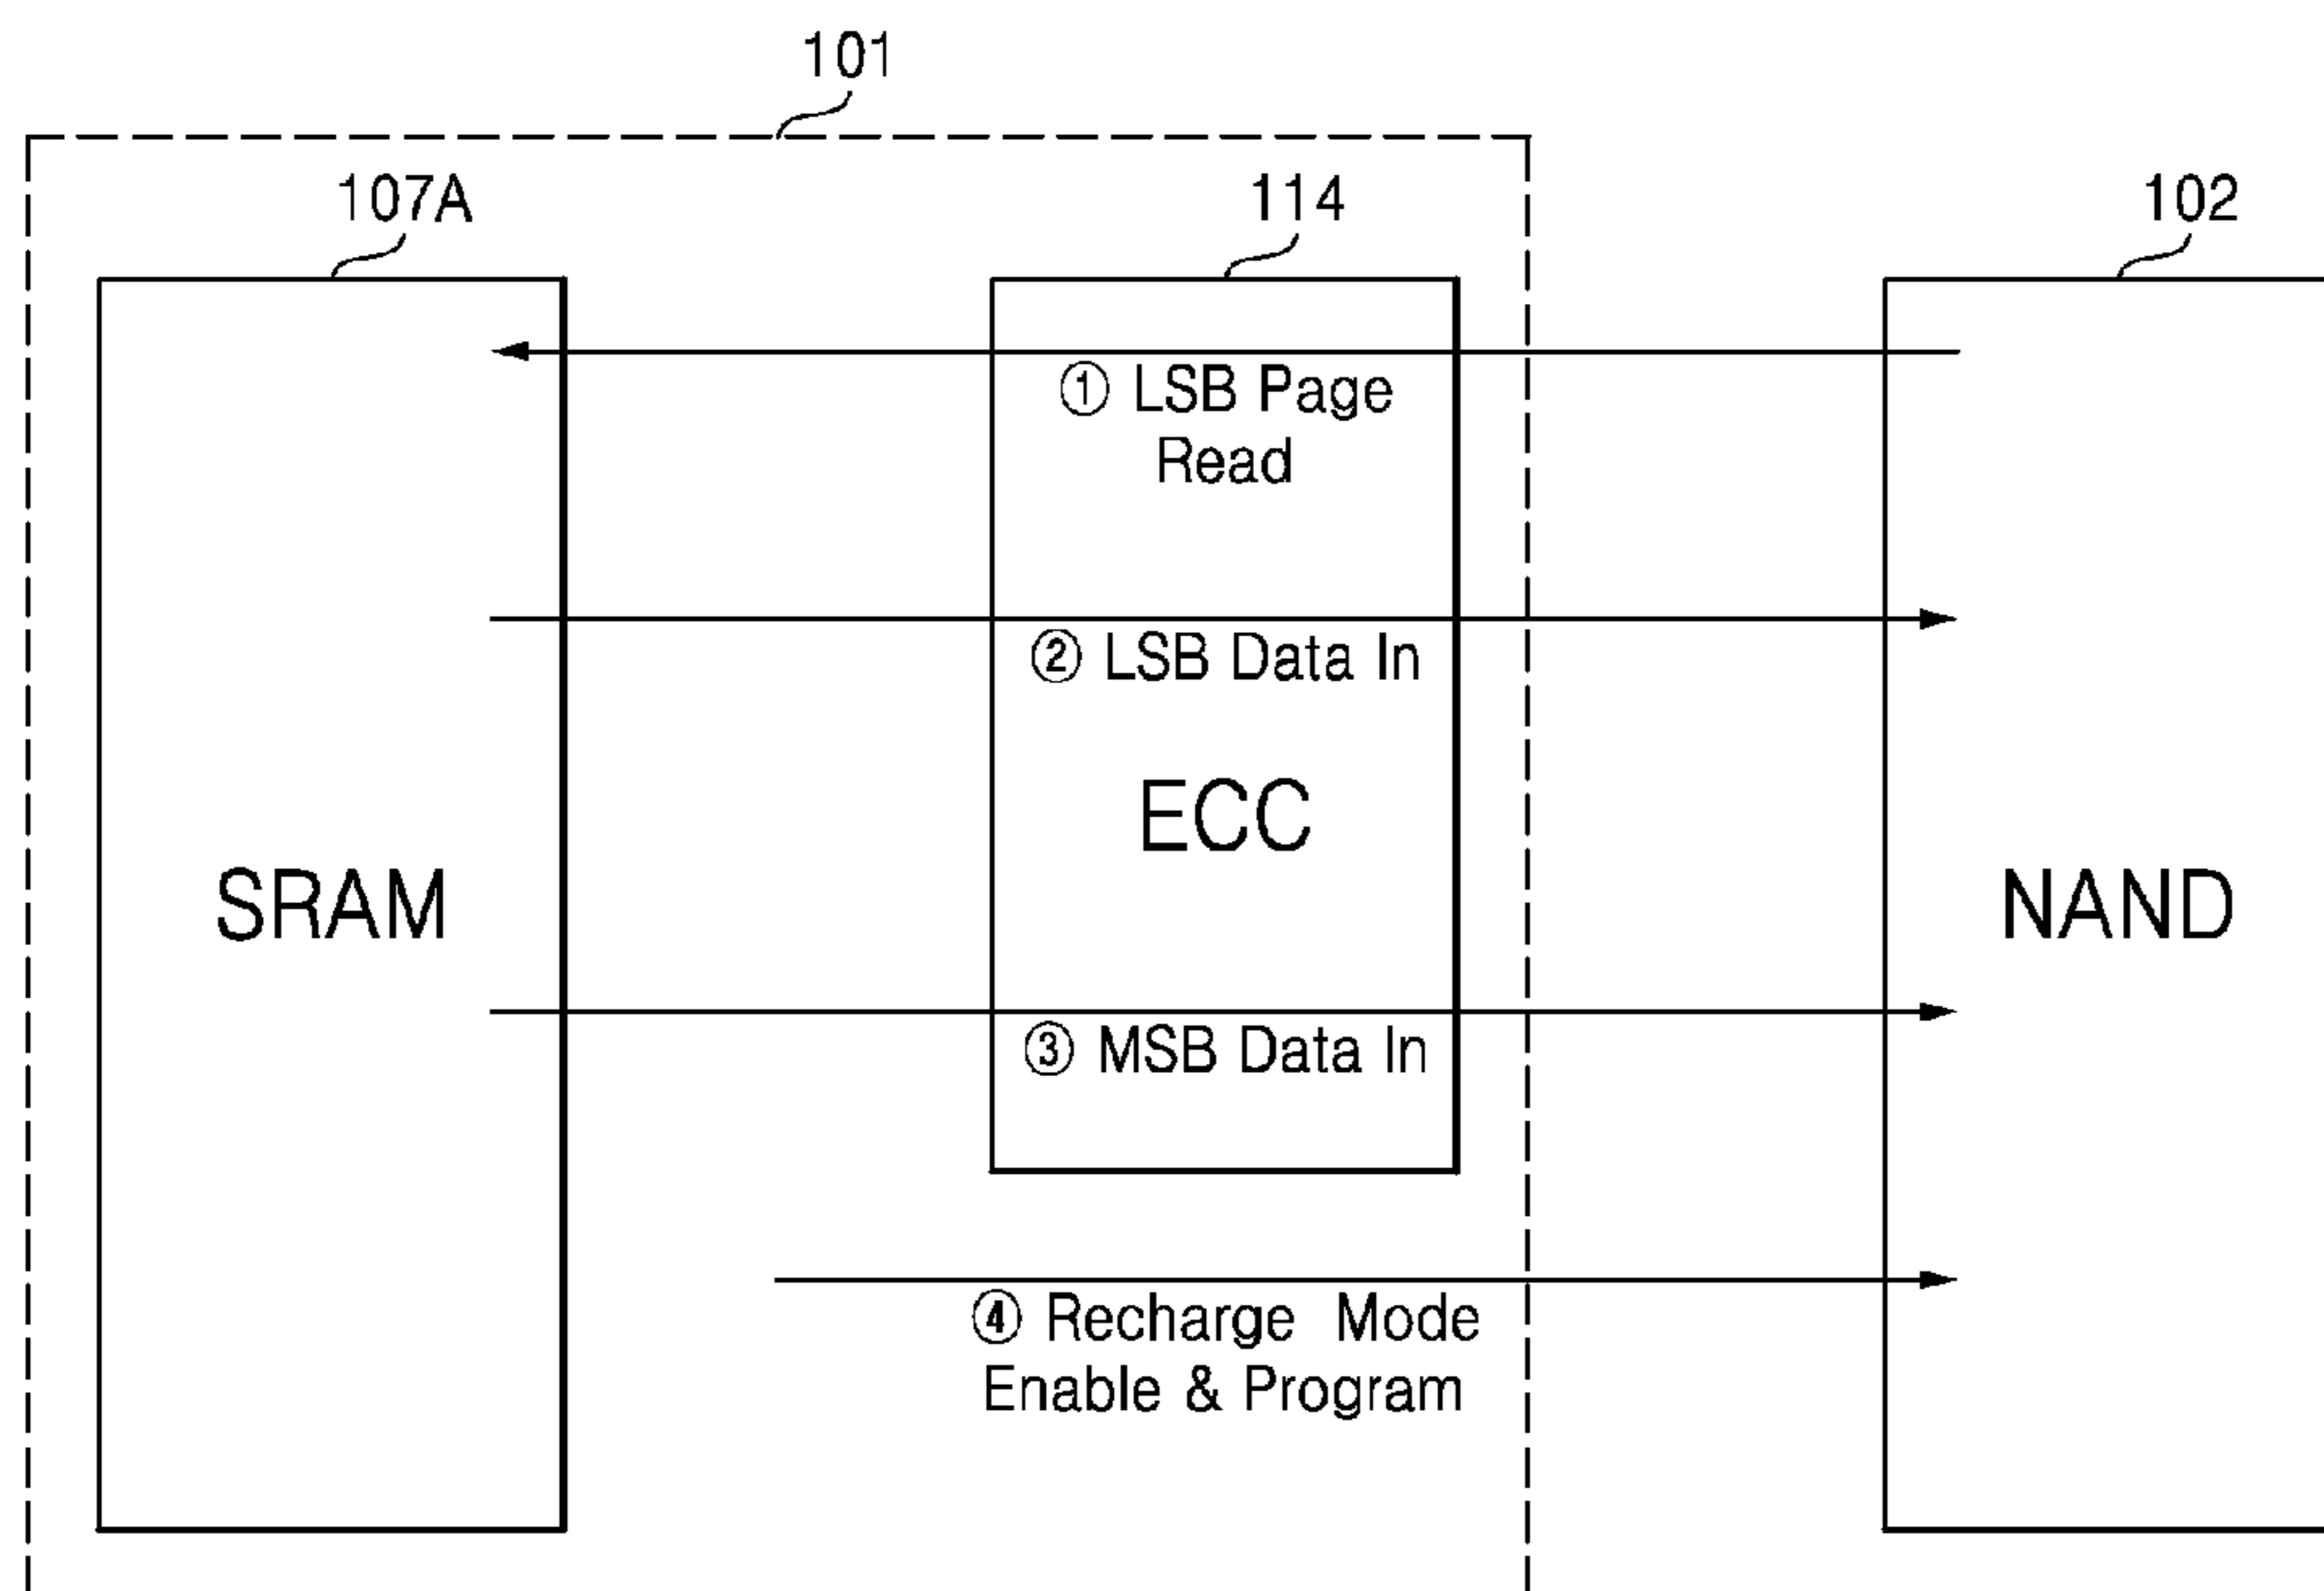 101
107A
114
102
① LSB Page
Read
② LSB Data In
ECC
SRAM
NAND
③ MSB Data In
④ Recharge Mode
Enable & Program